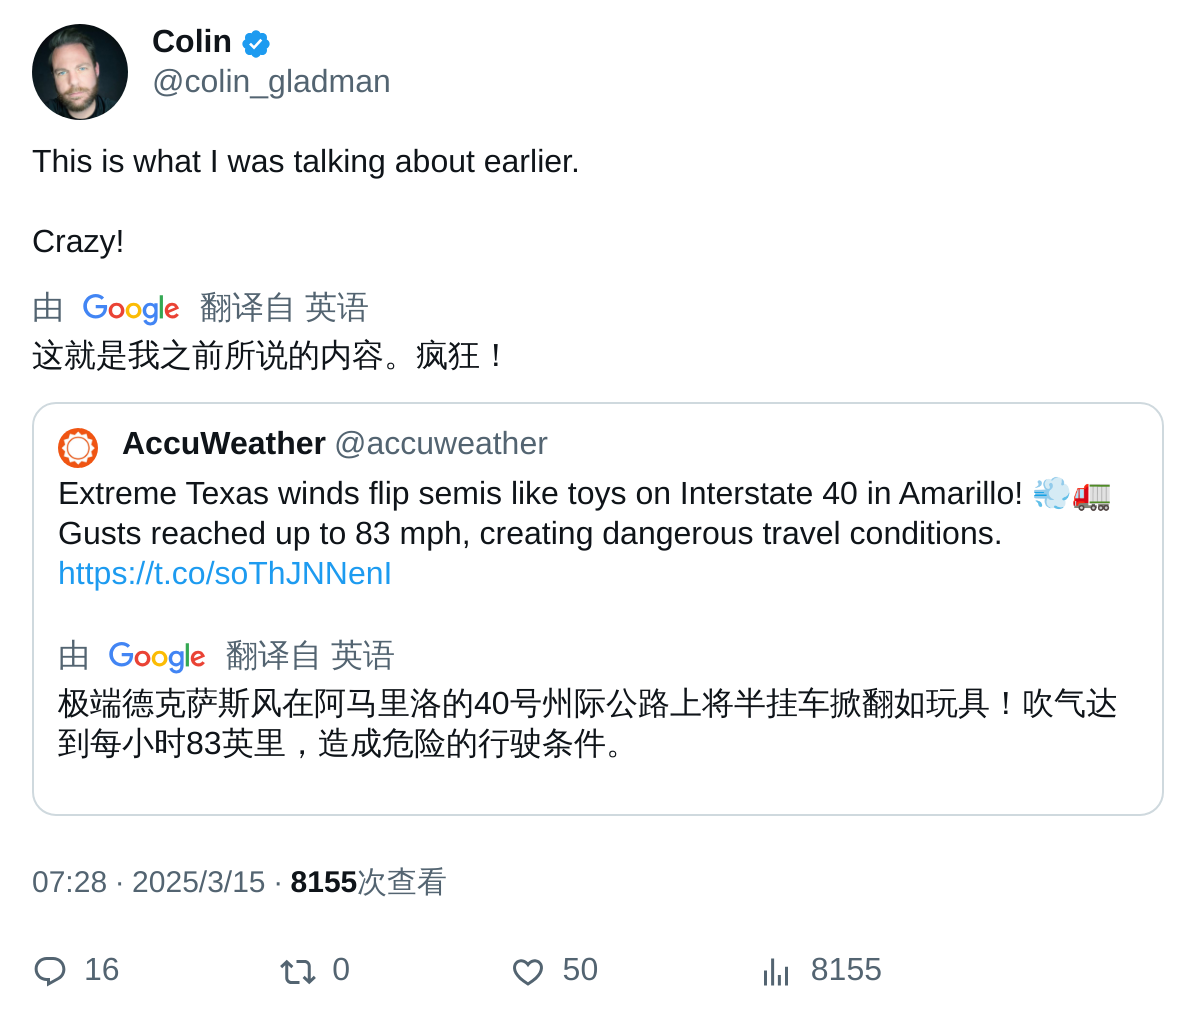 Colin
@colin_gladman
This is what I was talking about earlier.
Crazy!
由 Google 翻译自 英语
这就是我之前所说的内容。疯狂！
AccuWeather @accuweather
Extreme Texas winds flip semis like toys on Interstate 40 in Amarillo! 💨🚛
Gusts reached up to 83 mph, creating dangerous travel conditions.
https://t.co/soThJNNenI
由 Google 翻译自 英语
极端德克萨斯风在阿马里洛的40号州际公路上将半挂车掀翻如玩具！吹气达
到每小时83英里，造成危险的行驶条件。
07:28 · 2025/3/15 · 8155次查看
16 0 50 8155